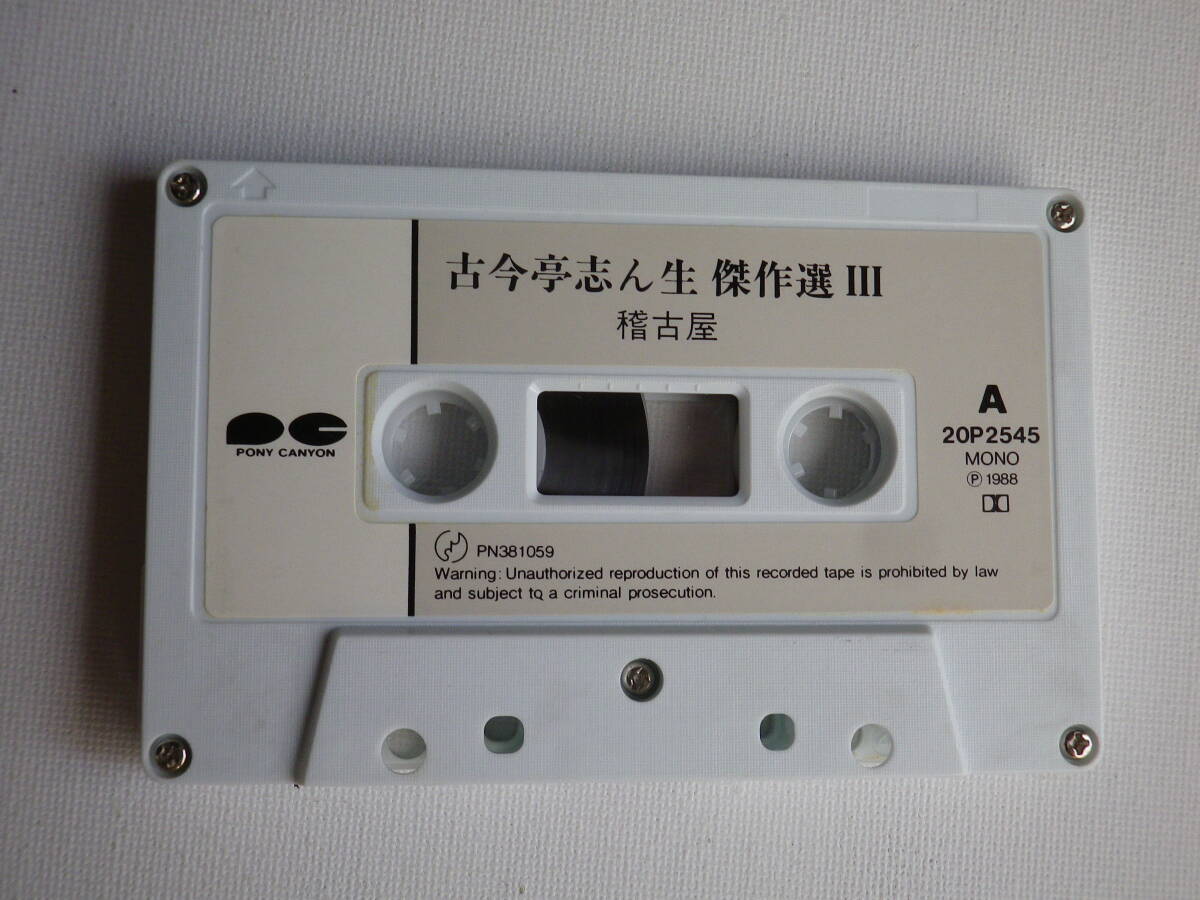 古今亭志ん生 傑作選 III
稽古屋
PONY CANYON
A
20P2545
MONO
Ⓟ 1988
PN381059
Warning: Unauthorized reproduction of this recorded tape is prohibited by law
and subject to a criminal prosecution.